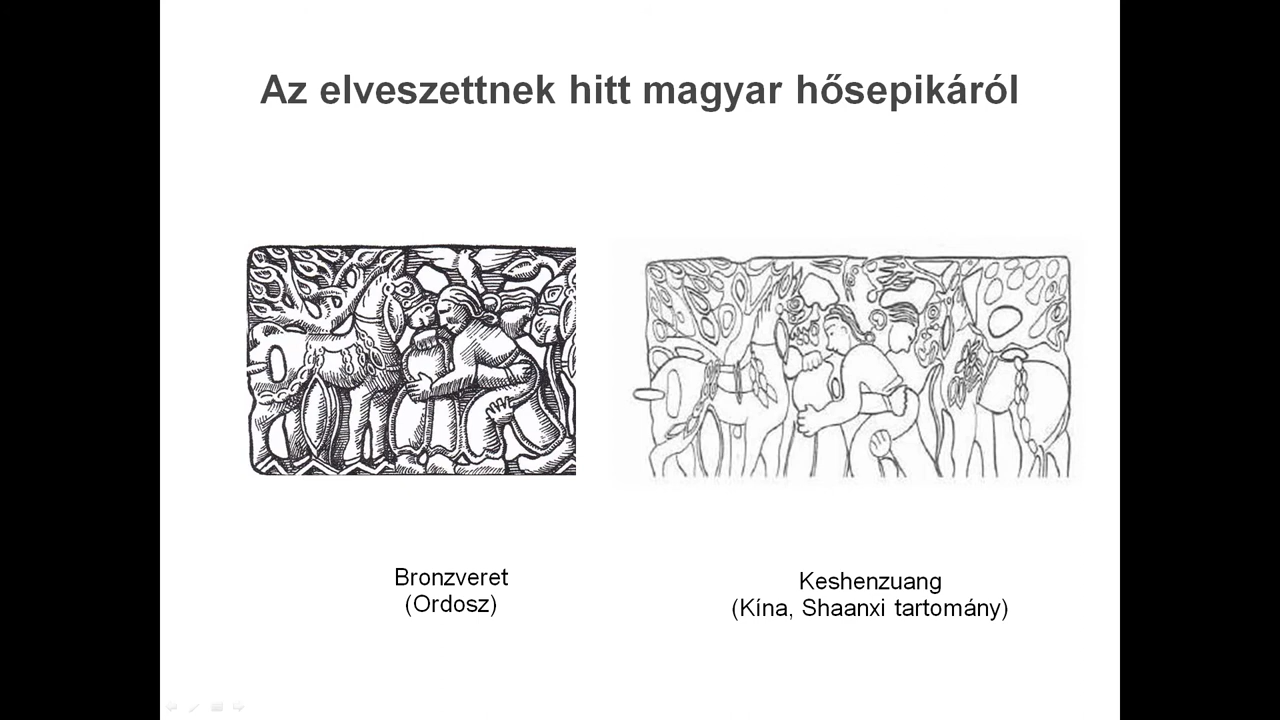 Az elveszettnek hitt magyar hősepikáról
Bronzveret
(Ordosz)
Keshenzuang
(Kína, Shaanxi tartomány)